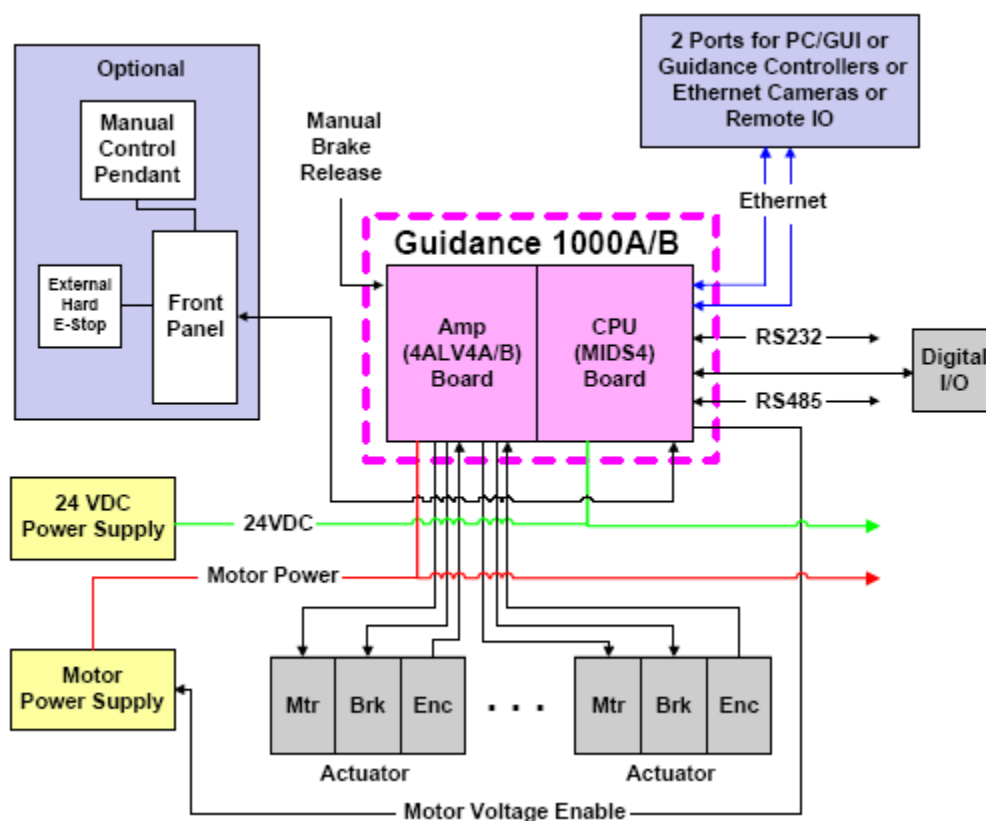 Optional
Manual
Control
Pendant
External
Hard
E-Stop
Front
Panel
Manual
Brake
Release
2 Ports for PC/GUI or
Guidance Controllers or
Ethernet Cameras or
Remote IO
Ethernet
Guidance 1000A/B
Amp
(4ALV4A/B)
Board
CPU
(MIDS4)
Board
RS232
RS485
Digital
I/O
24 VDC
Power Supply
24VDC
Motor Power
Motor
Power Supply
Mtr
Brk
Enc
. . .
Mtr
Brk
Enc
Actuator
Actuator
Motor Voltage Enable